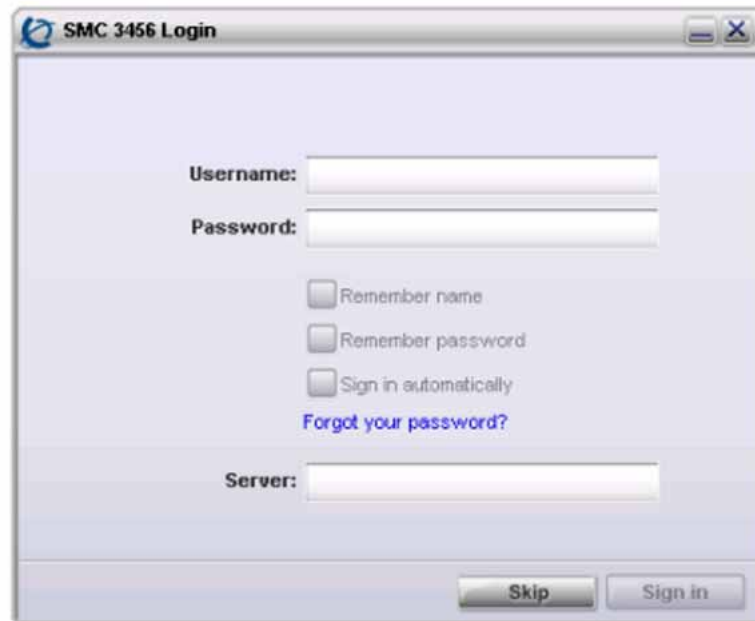 SMC 3456 Login
Username:
Password:
Remember name
Remember password
Sign in automatically
Forgot your password?
Server:
Skip Sign in